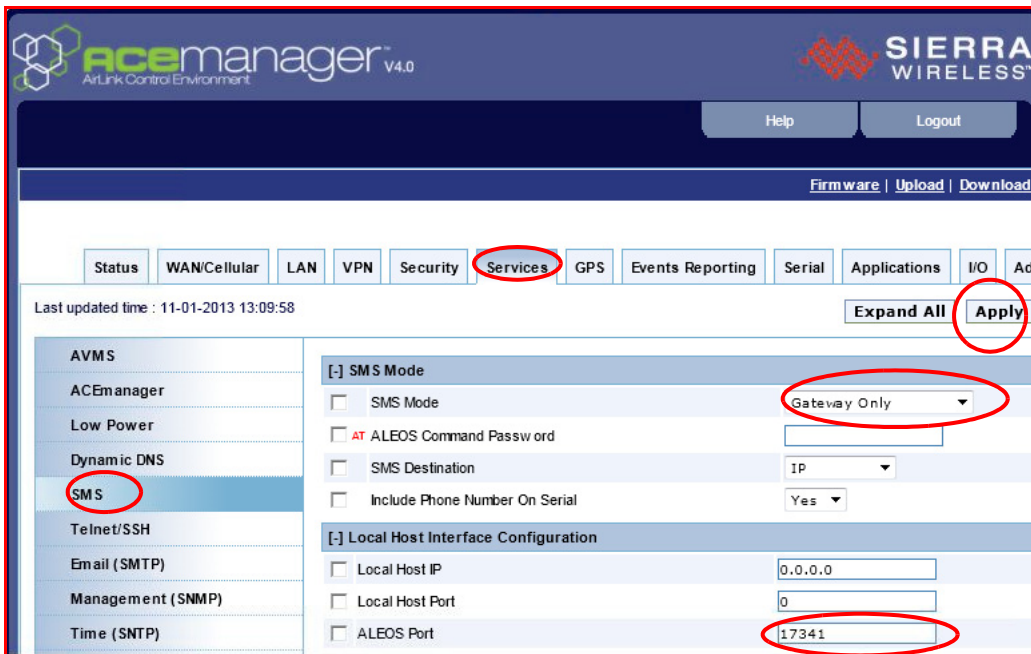 ACEmanager™ V4.0
AirLink Control Environment
SIERRA
WIRELESS™
Help Logout
Firmware | Upload | Download
Status WAN/Cellular LAN VPN Security Services GPS Events Reporting Serial Applications I/O Ad
Last updated time : 11-01-2013 13:09:58
Expand All Apply
AVMS
ACEmanager
Low Power
Dynamic DNS
SMS
Telnet/SSH
Email (SMTP)
Management (SNMP)
Time (SNTP)
[-] SMS Mode
SMS Mode Gateway Only
AT ALEOS Command Password
SMS Destination IP
Include Phone Number On Serial Yes
[-] Local Host Interface Configuration
Local Host IP 0.0.0.0
Local Host Port 0
ALEOS Port 17341